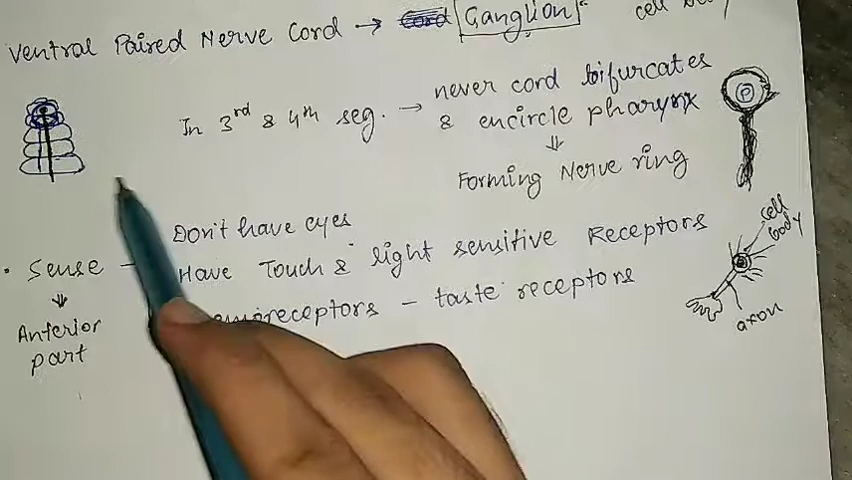 cell body
Ventral Paired Nerve Cord → Ganglion
In 3rd & 4th seg. → never cord bifurcates
& encircle pharynx
P
⇓
Forming Nerve ring
Don't have eyes
• Sense - Have Touch & light sensitive Receptors
⇓
Anterior
part
receptors - taste receptors
cell
body
axon